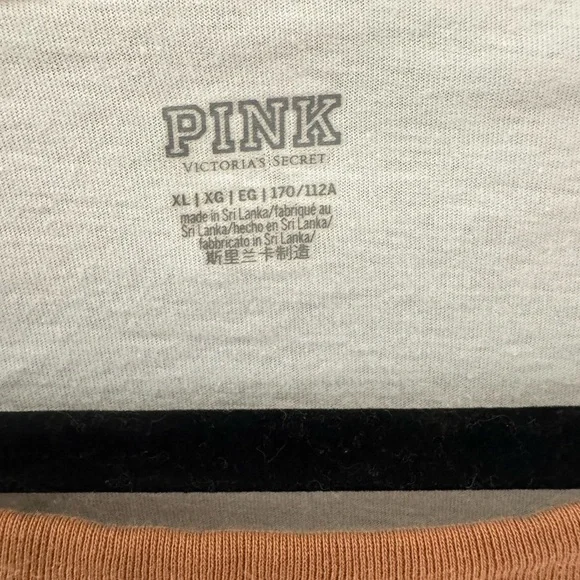 PINK
VICTORIA'S SECRET
XL | XG | EG | 170/112A
made in Sri Lanka/fabriqué au
Sri Lanka/hecho en Sri Lanka/
fabbricato in Sri Lanka/
斯里兰卡制造